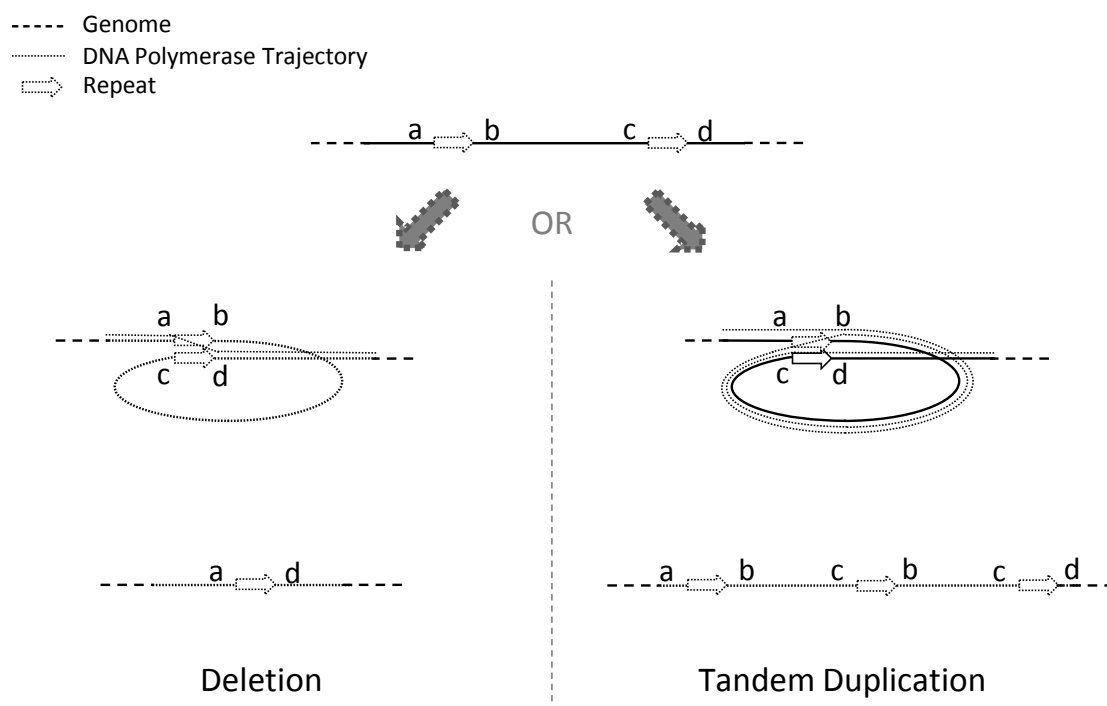 Genome
DNA Polymerase Trajectory
Repeat
a b c d
OR
a b
c d
a b
c d
a d
a b c b c d
Deletion
Tandem Duplication